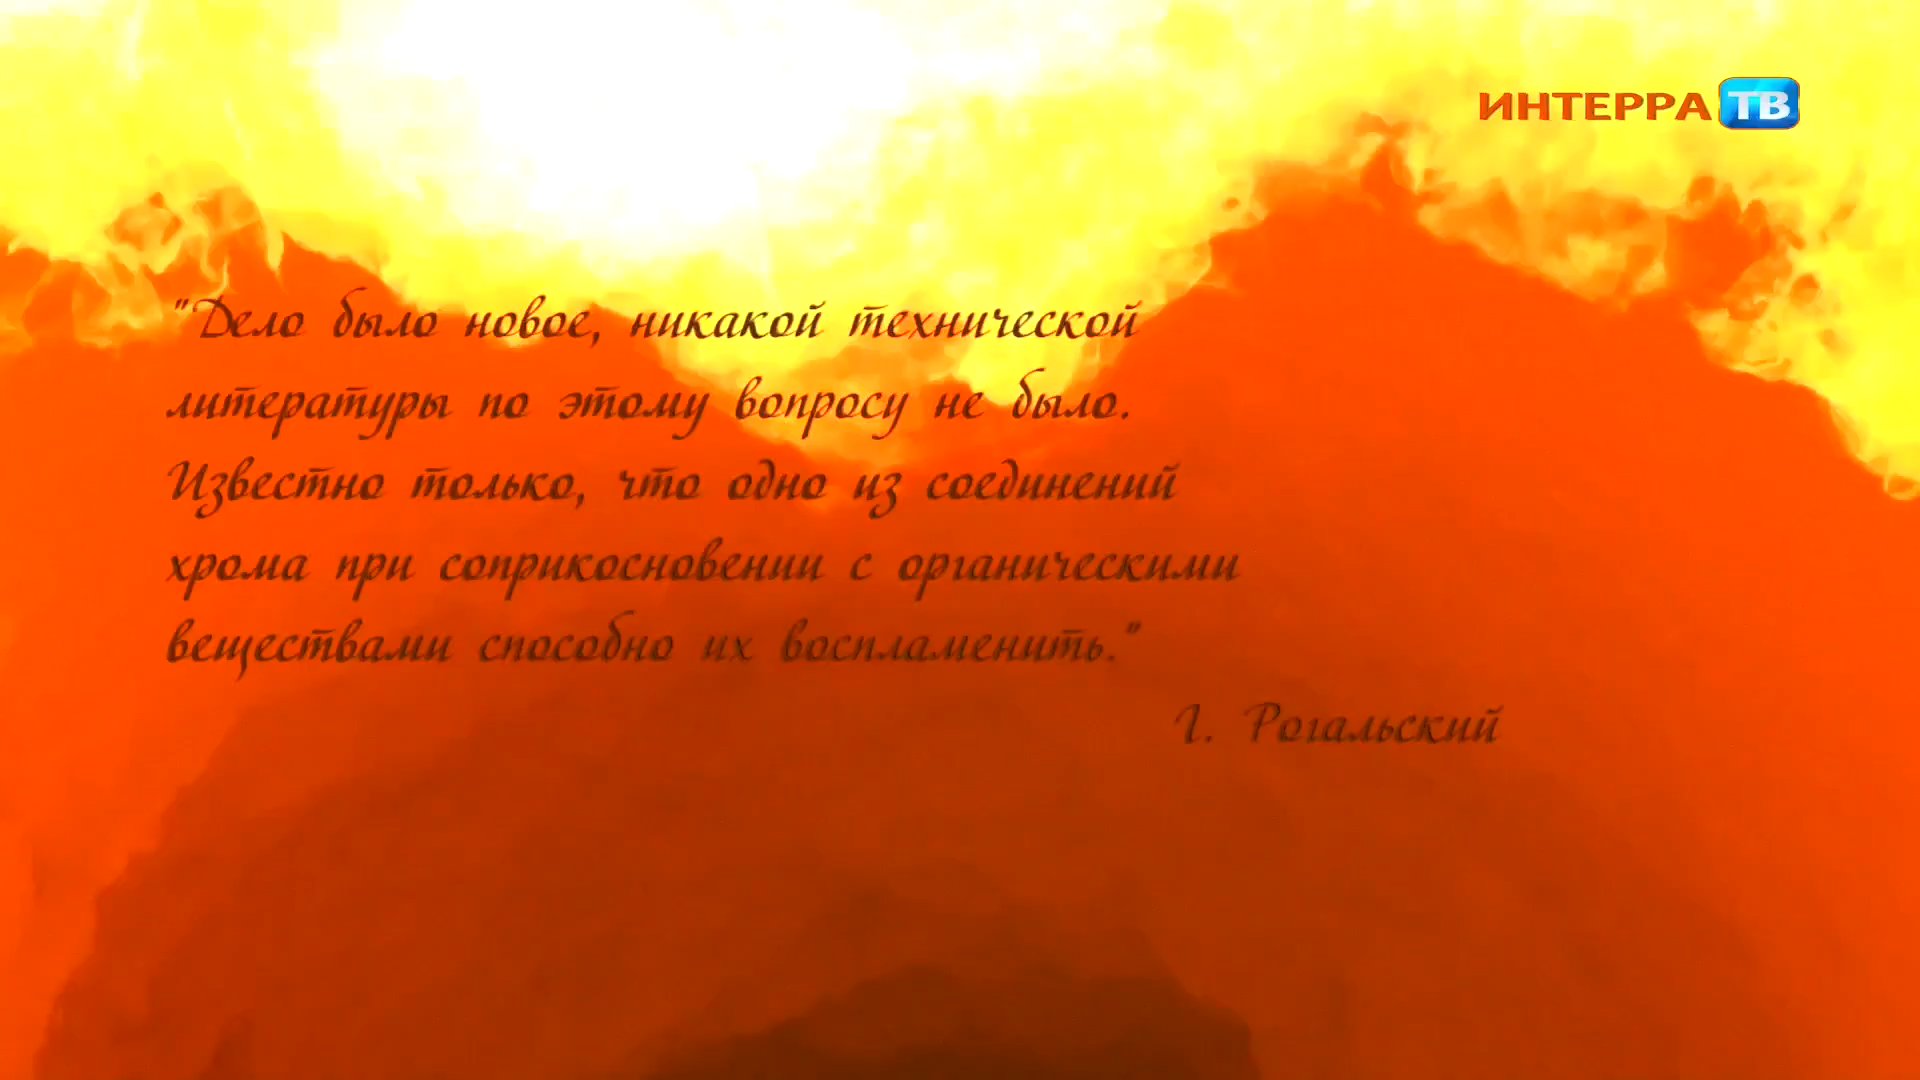 ИНТЕРРА ТВ
"Дело было новое, никакой технической
литературы по этому вопросу не было.
Известно только, что одно из соединений
хрома при соприкосновении с органическими
веществами способно их воспламенить."
Г. Рогальский